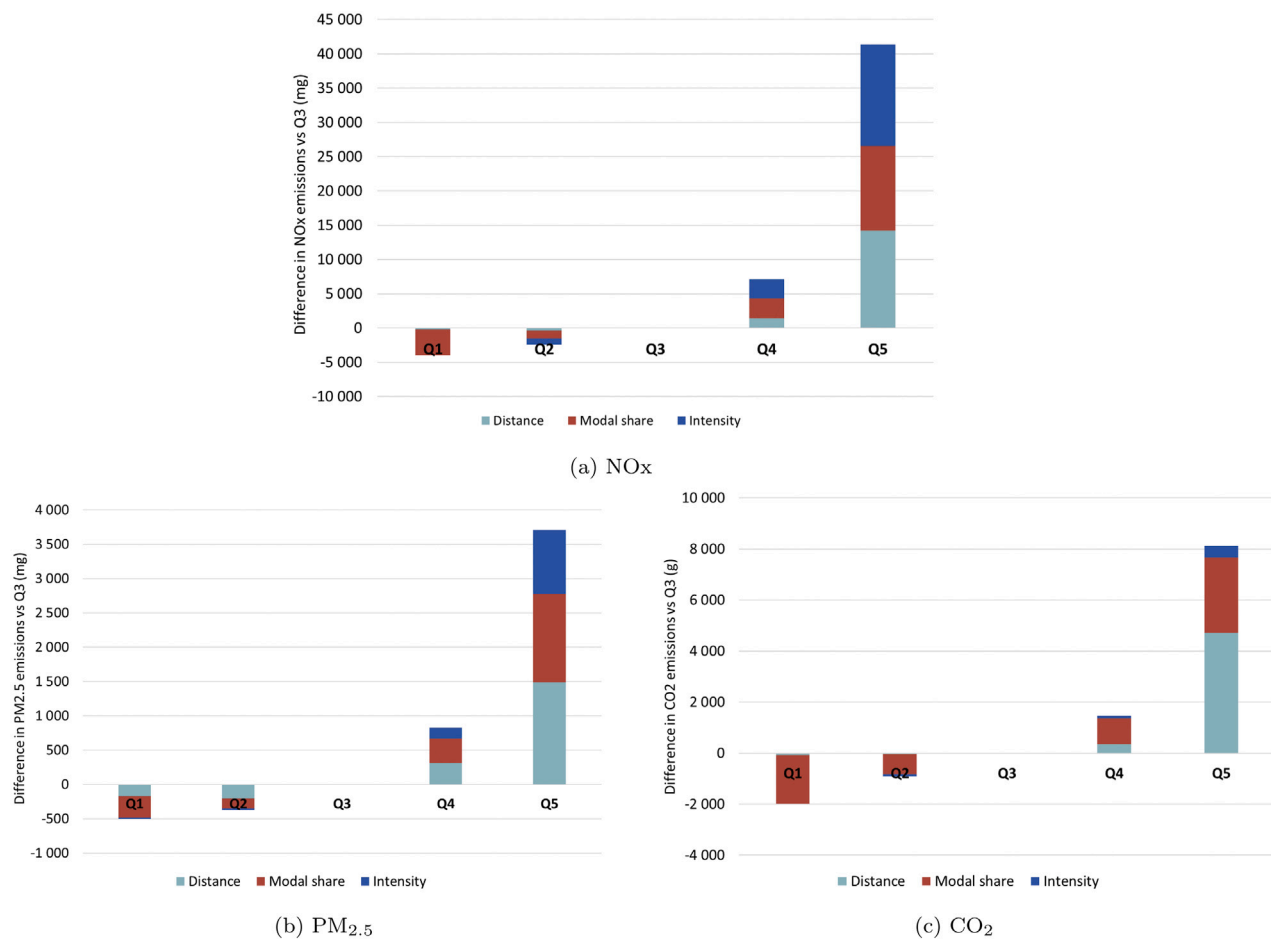 45 000
40 000
35 000
30 000
25 000
20 000
15 000
10 000
5 000
0
-5 000
-10 000
Difference in NOx emissions vs Q3 (mg)
Q1 Q2 Q3 Q4 Q5
Distance Modal share Intensity
(a) NOx
4 000
3 500
3 000
2 500
2 000
1 500
1 000
500
0
-500
-1 000
Difference in PM2.5 emissions vs Q3 (mg)
Q1 Q2 Q3 Q4 Q5
Distance Modal share Intensity
(b) PM2.5
10 000
8 000
6 000
4 000
2 000
0
-2 000
-4 000
Difference in CO2 emissions vs Q3 (g)
Q1 Q2 Q3 Q4 Q5
Distance Modal share Intensity
(c) CO2